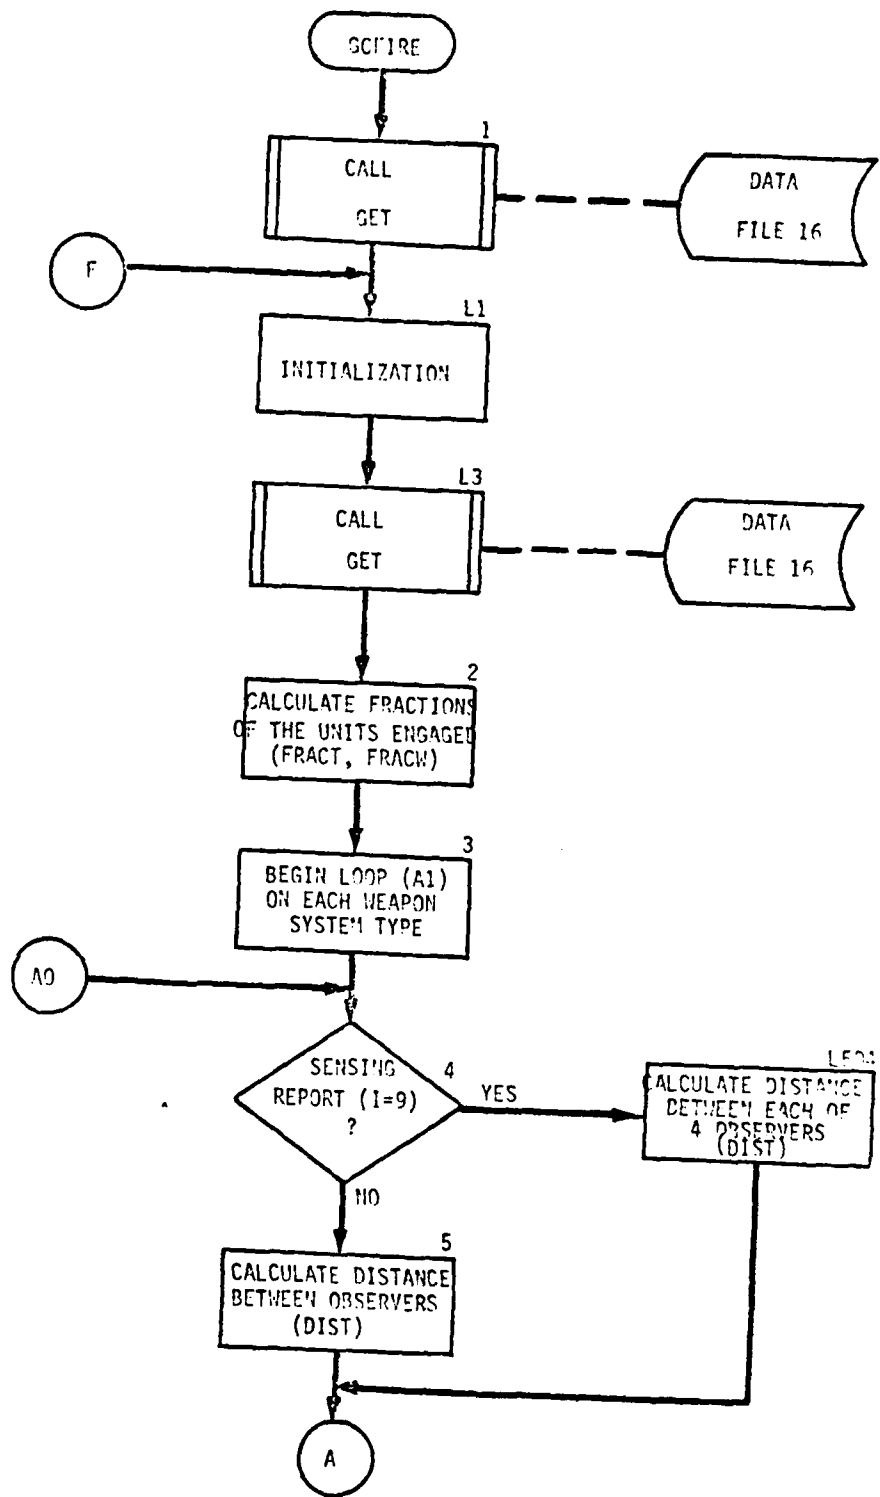 GCFIRE
1
CALL
GET
DATA
FILE 16
F
L1
INITIALIZATION
L3
CALL
GET
DATA
FILE 16
2
CALCULATE FRACTIONS
OF THE UNITS ENGAGED
(FRACT, FRACW)
3
BEGIN LOOP (A1)
ON EACH WEAPON
SYSTEM TYPE
A0
SENSING
REPORT (I=9)
?
4
YES
CALCULATE DISTANCE
BETWEEN EACH OF
4 OBSERVERS
(DIST)
NO
5
CALCULATE DISTANCE
BETWEEN OBSERVERS
(DIST)
A